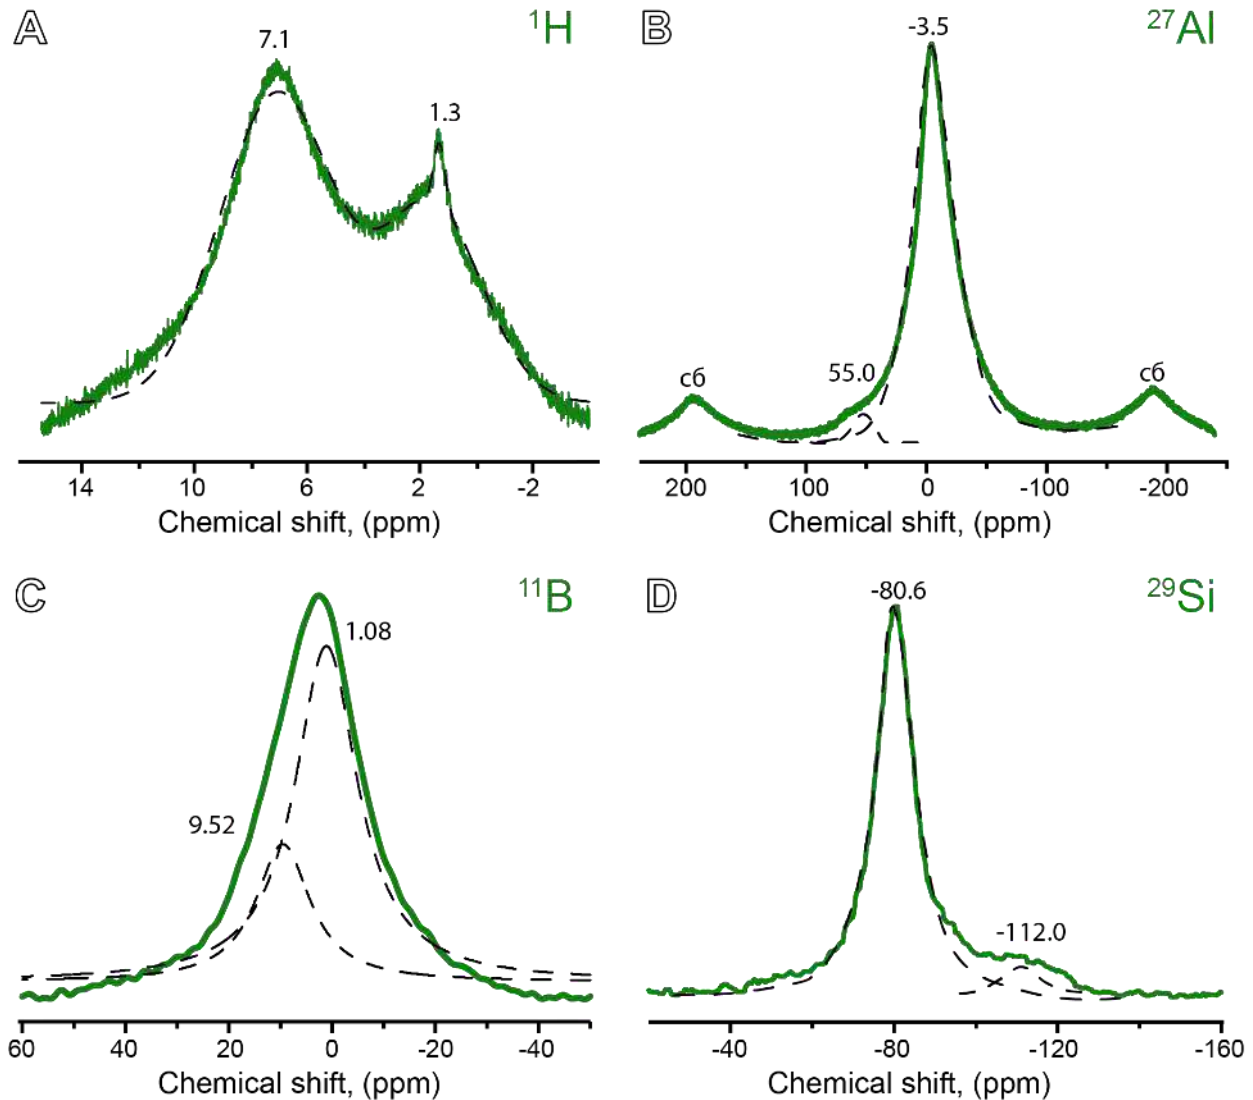 A
¹H
7.1
1.3
14 10 6 2 -2
Chemical shift, (ppm)
B
²⁷Al
-3.5
сб
55.0
сб
200 100 0 -100 -200
Chemical shift, (ppm)
C
¹¹B
1.08
9.52
60 40 20 0 -20 -40
Chemical shift, (ppm)
D
²⁹Si
-80.6
-112.0
-40 -80 -120 -160
Chemical shift, (ppm)